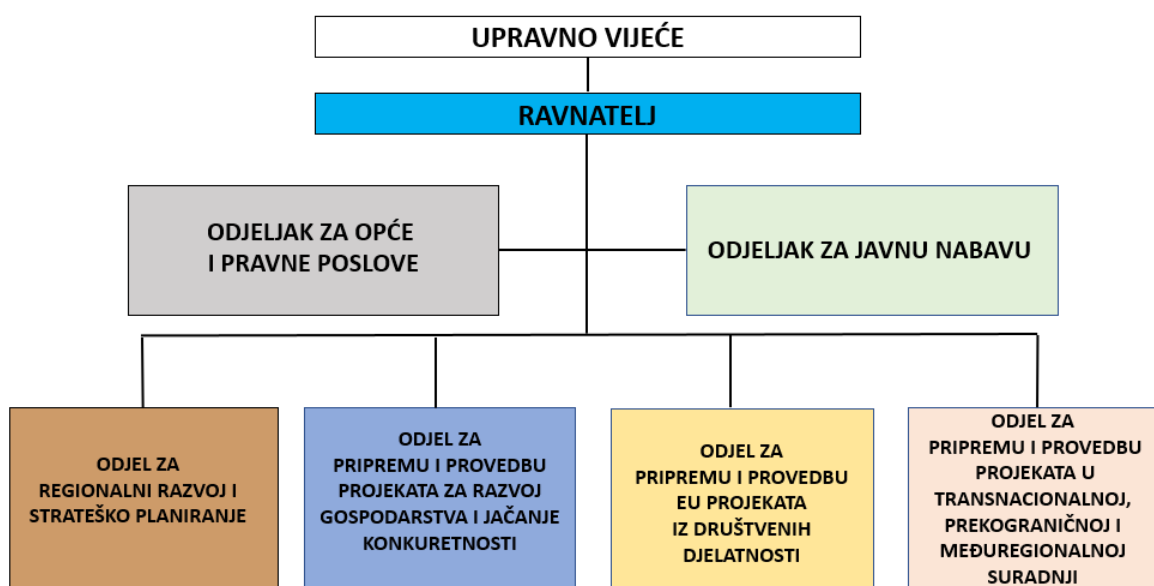 UPRAVNO VIJEĆE
RAVNATELJ
ODJELJAK ZA OPĆE
I PRAVNE POSLOVE
ODJELJAK ZA JAVNU NABAVU
ODJEL ZA
REGIONALNI RAZVOJ I
STRATEŠKO PLANIRANJE
ODJEL ZA
PRIPREMU I PROVEDBU
PROJEKATA ZA RAZVOJ
GOSPODARSTVA I JAČANJE
KONKURETNOSTI
ODJEL ZA
PRIPREMU I PROVEDBU
EU PROJEKATA
IZ DRUŠTVENIH
DJELATNOSTI
ODJEL ZA
PRIPREMU I PROVEDBU
PROJEKATA U
TRANSNACIONALNOJ,
PREKOGRANIČNOJ I
MEĐUREGIONALNOJ
SURADNJI